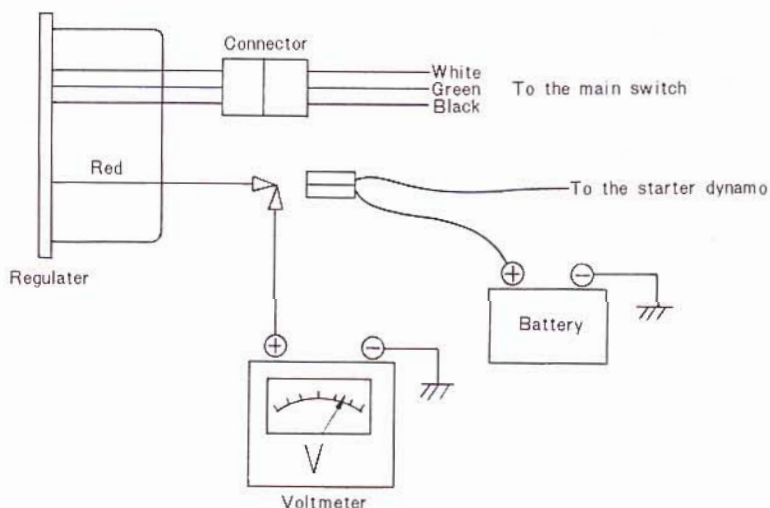 Connector
White
Green To the main switch
Black
Red
To the starter dynamo
Regulater
+ −
Battery
+ −
V
Voltmeter